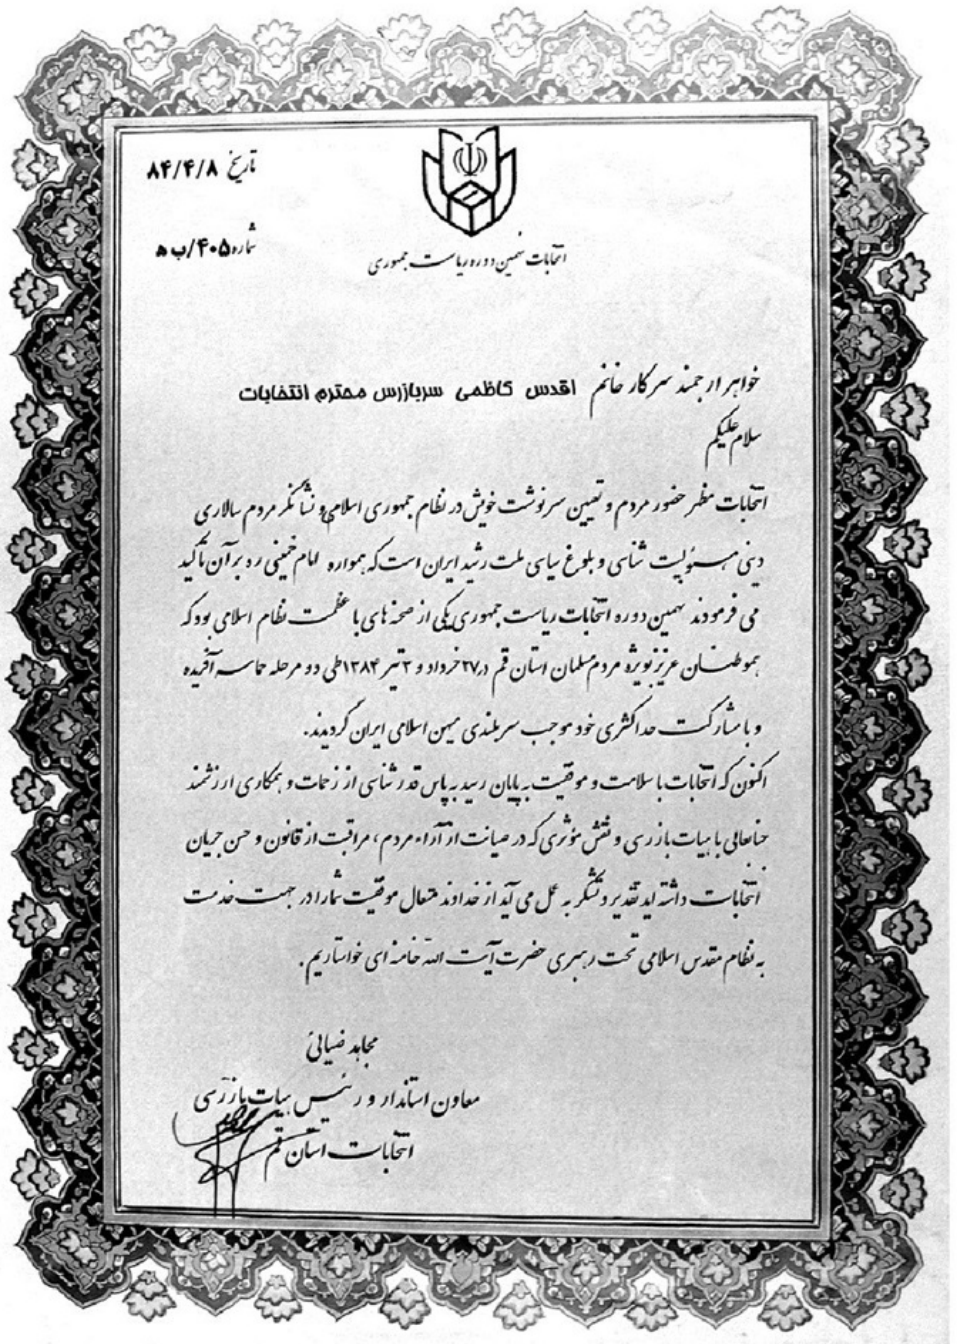 تاریخ ۸۴/۴/۸
شماره ۴۰۵/ب ه
انتخابات نهمین دوره ریاست جمهوری
خواهر ارجمند سرکار خانم اقدس کاظمی سربازرس محترم انتخابات
سلام علیکم
انتخابات مظهر حضور مردم و تعیین سرنوشت خویش در نظام جمهوری اسلامی و نشانگر مردم سالاری
دینی مسئولیت شناسی و بلوغ سیاسی ملت رشید ایران است که همواره امام خمینی ره بر آن تأکید
می فرمودند نهمین دوره انتخابات ریاست جمهوری یکی از صحنه های با عظمت نظام اسلامی بود که
هموطنان عزیز بویژه مردم مسلمان استان قم در ۲۷ خرداد و ۳ تیر ۱۳۸۴ طی دو مرحله حماسه آفریده
و با مشارکت حداکثری خود موجب سربلندی میهن اسلامی ایران گردیدند.
اکنون که انتخابات با سلامت و موفقیت به پایان رسید به پاس قدرشناسی از زحمات و همکاری ارزشمند
جنابعالی با هیات بازرسی و نقش مؤثری که در صیانت از آراء مردم، مراقبت از قانون و حسن جریان
انتخابات داشته اید تقدیر و تشکر به عمل می آید از خداوند متعال موفقیت شما را در جهت خدمت
به نظام مقدس اسلامی تحت رهبری حضرت آیت الله خامنه ای خواستاریم.
مجاهد ضیائی
معاون استاندار و رئیس هیات بازرسی
انتخابات استان قم